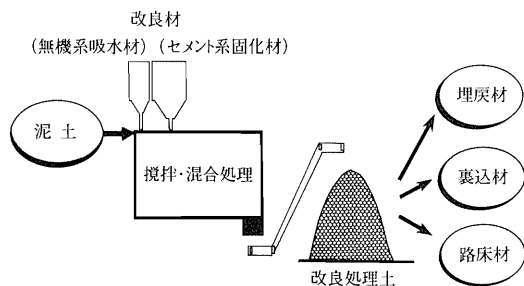 改良材
(無機系吸水材)(セメント系固化材)
泥土
撹拌・混合処理
改良処理土
埋戻材
裏込材
路床材